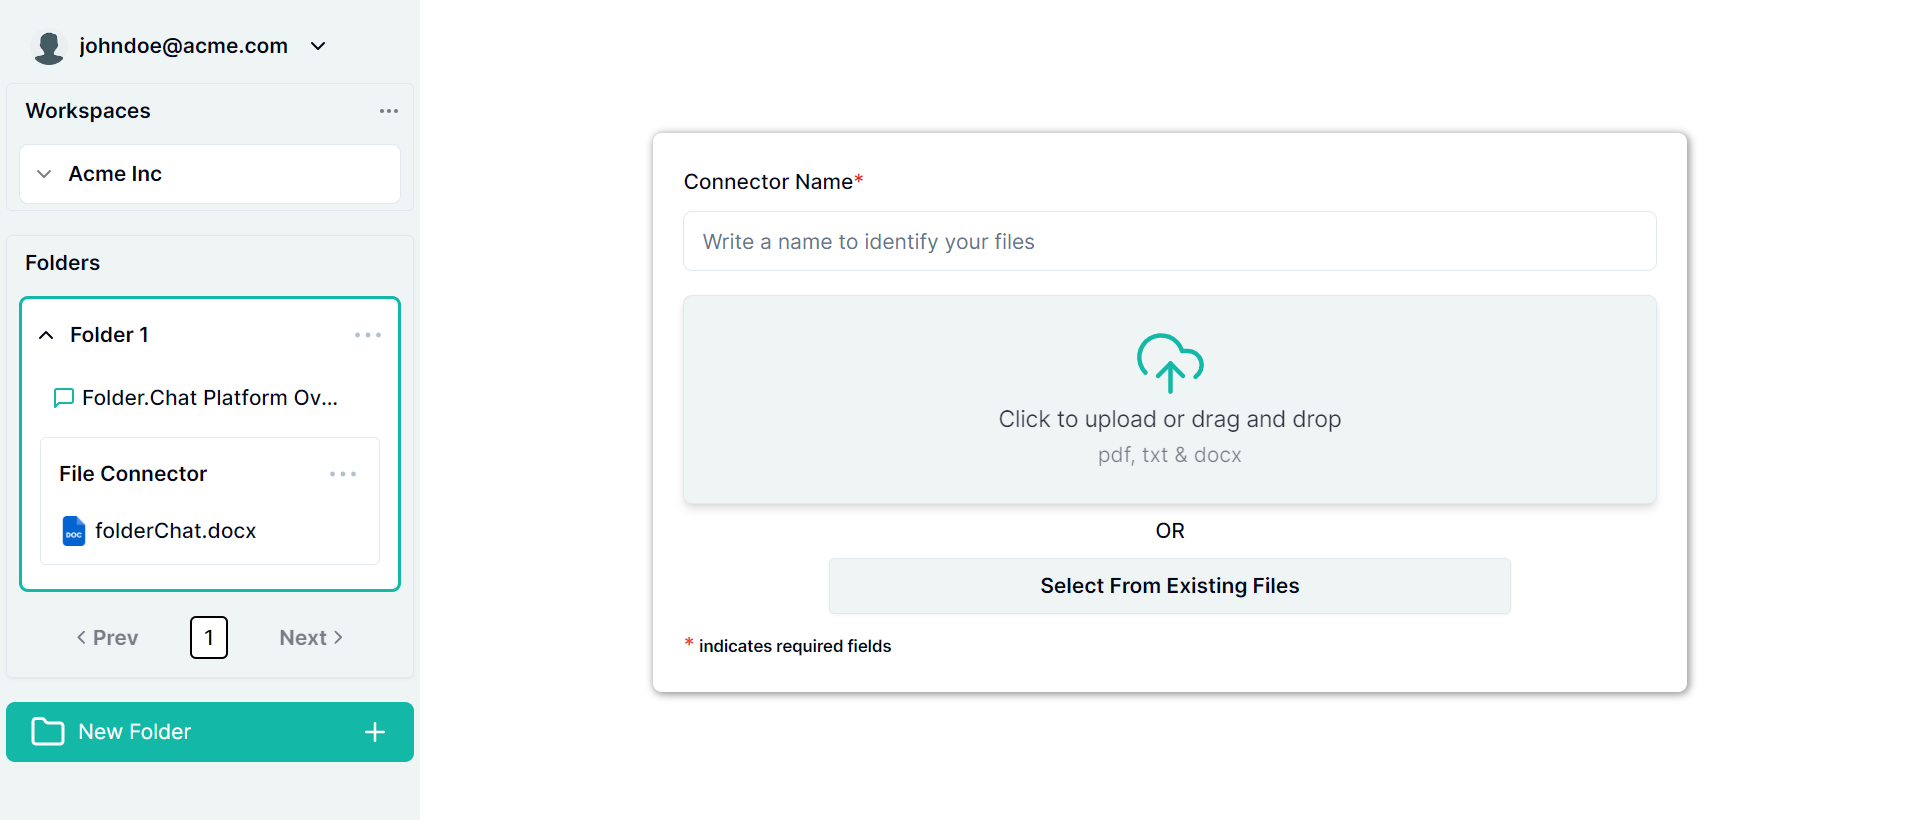 johndoe@acme.com
Workspaces
Acme Inc
Folders
Folder 1
Folder.Chat Platform Ov...
File Connector
DOC folderChat.docx
Prev 1 Next
New Folder
Connector Name*
Write a name to identify your files
Click to upload or drag and drop
pdf, txt & docx
OR
Select From Existing Files
* indicates required fields